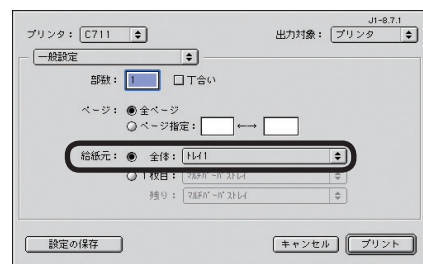 J1-8.7.1
プリンタ： C711 出力対象： プリンタ
一般設定
部数： 1 丁合い
ページ： 全ページ
ページ指定：
給紙元： 全体： トレイ1
1枚目： マルチパーパストレイ
残り： マルチパーパストレイ
設定の保存 キャンセル プリント